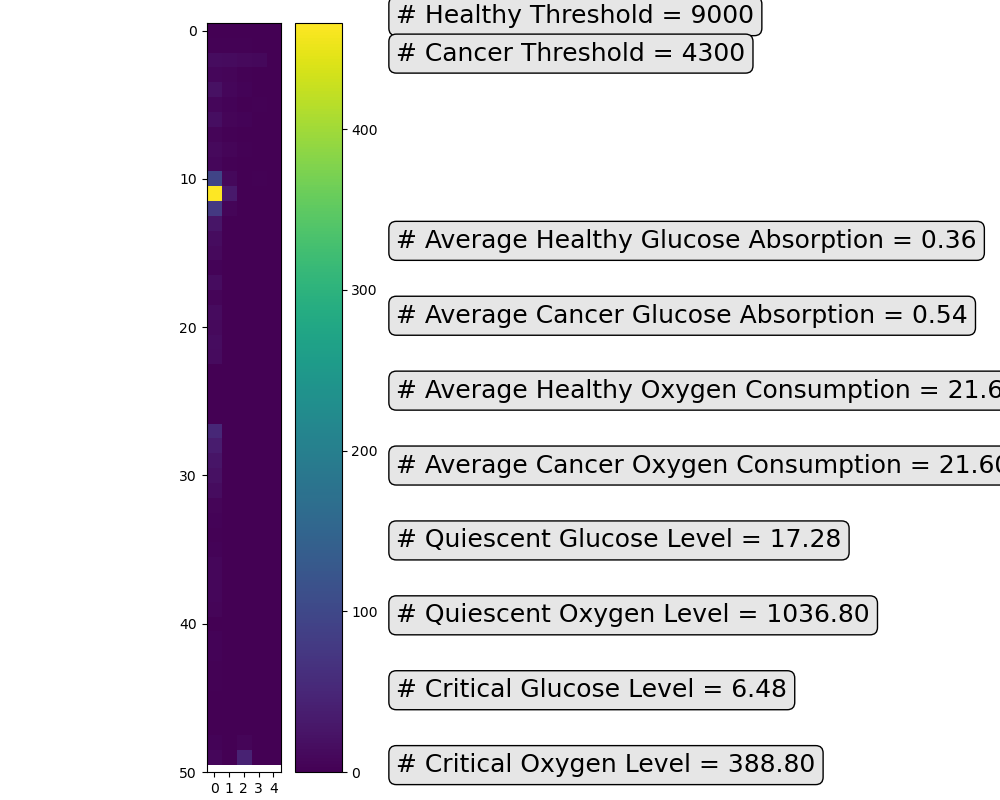 # Healthy Threshold = 9000
# Cancer Threshold = 4300
# Average Healthy Glucose Absorption = 0.36
# Average Cancer Glucose Absorption = 0.54
# Average Healthy Oxygen Consumption = 21.6
# Average Cancer Oxygen Consumption = 21.60
# Quiescent Glucose Level = 17.28
# Quiescent Oxygen Level = 1036.80
# Critical Glucose Level = 6.48
# Critical Oxygen Level = 388.80
0
10
20
30
40
50
0 1 2 3 4
400
300
200
100
0